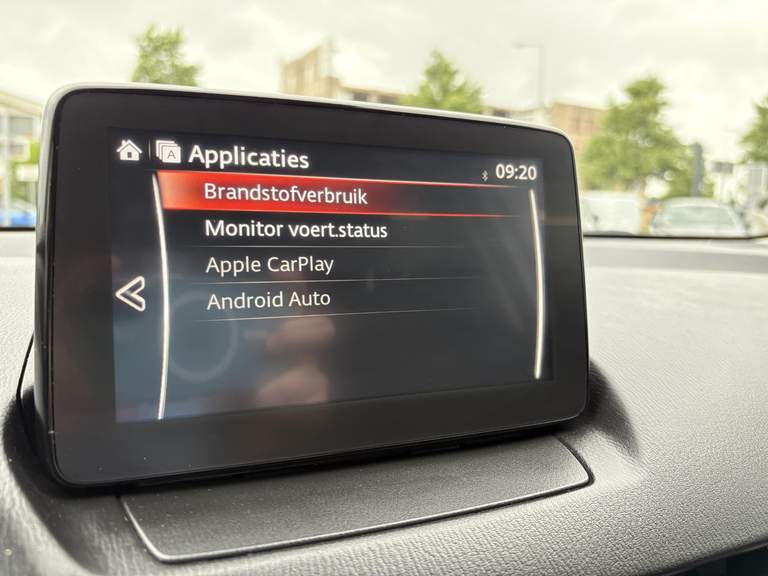 A Applicaties
09:20
Brandstofverbruik
Monitor voert.status
Apple CarPlay
Android Auto